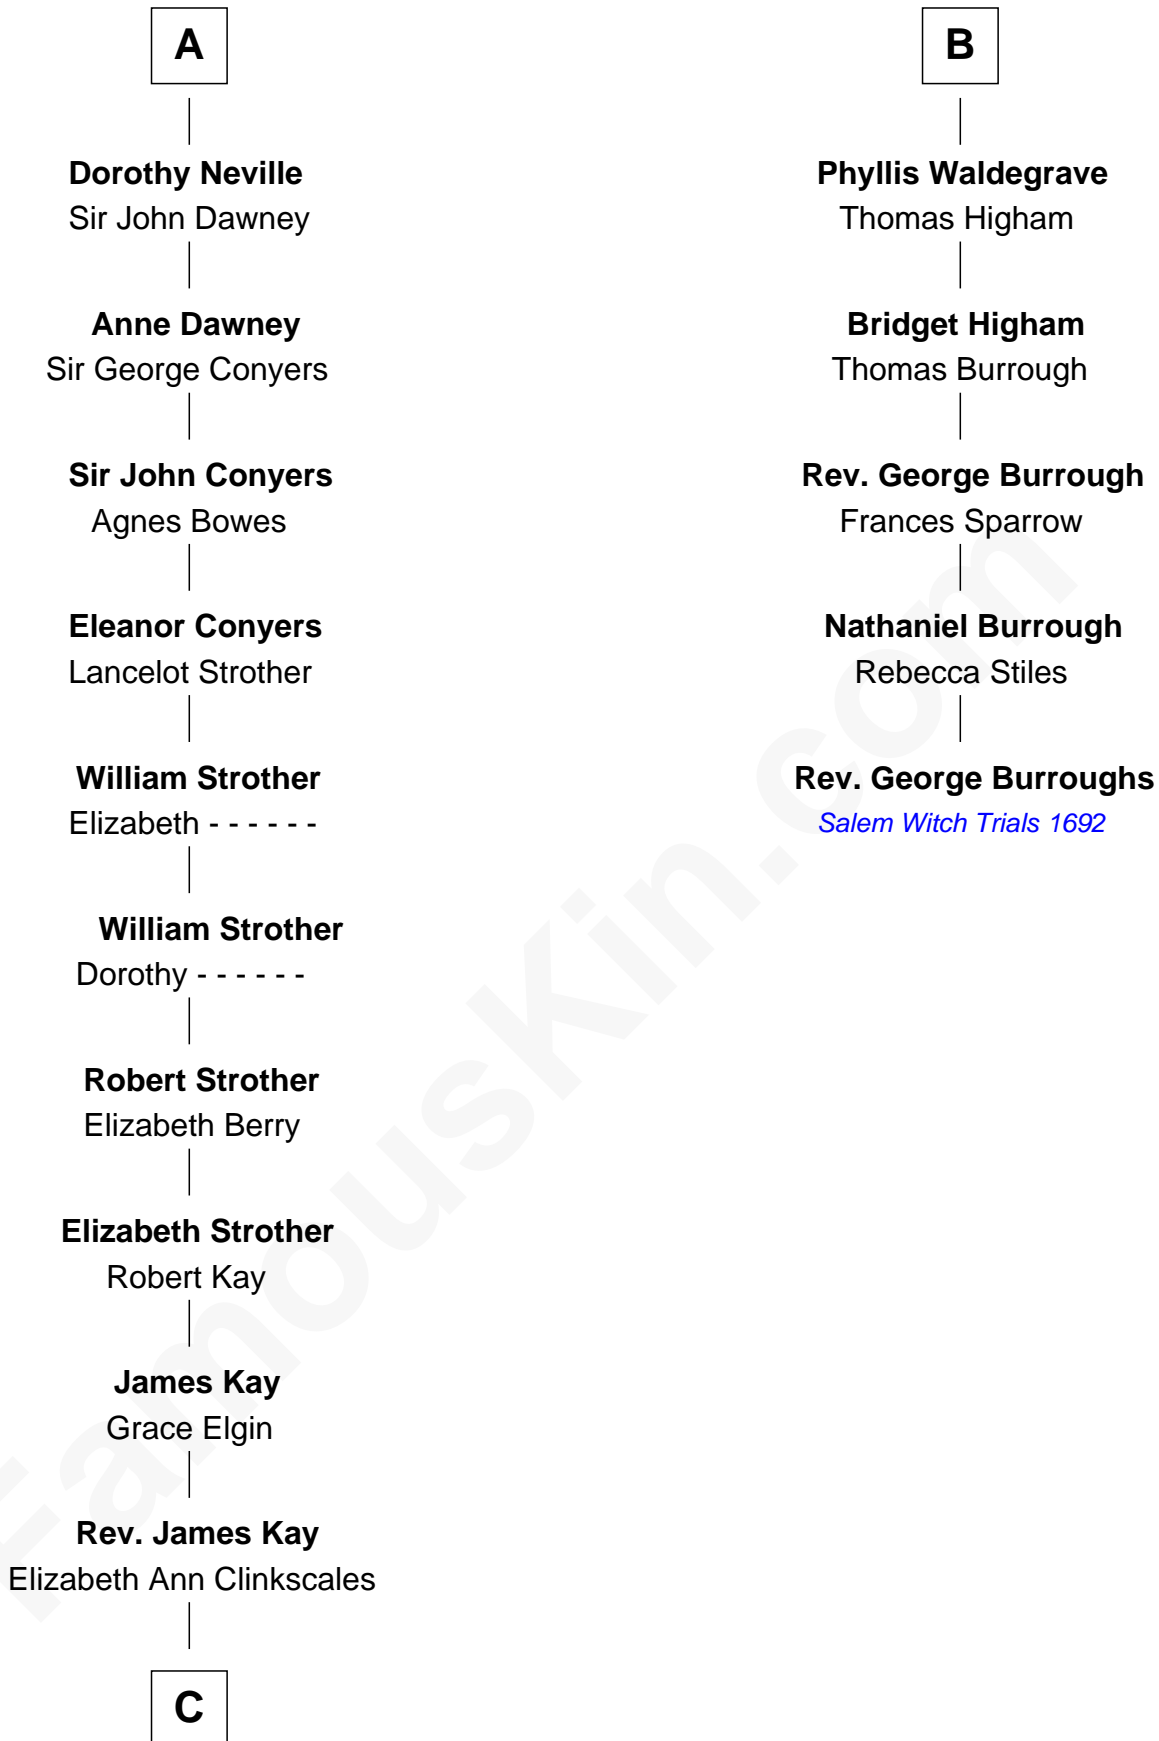 A
Dorothy Neville
Sir John Dawney
Anne Dawney
Sir George Conyers
Sir John Conyers
Agnes Bowes
Eleanor Conyers
Lancelot Strother
William Strother
Elizabeth - - - - - -
William Strother
Dorothy - - - - - -
Robert Strother
Elizabeth Berry
Elizabeth Strother
Robert Kay
James Kay
Grace Elgin
Rev. James Kay
Elizabeth Ann Clinkscales
C
B
Phyllis Waldegrave
Thomas Higham
Bridget Higham
Thomas Burrough
Rev. George Burrough
Frances Sparrow
Nathaniel Burrough
Rebecca Stiles
Rev. George Burroughs
Salem Witch Trials 1692
FamousKin.com